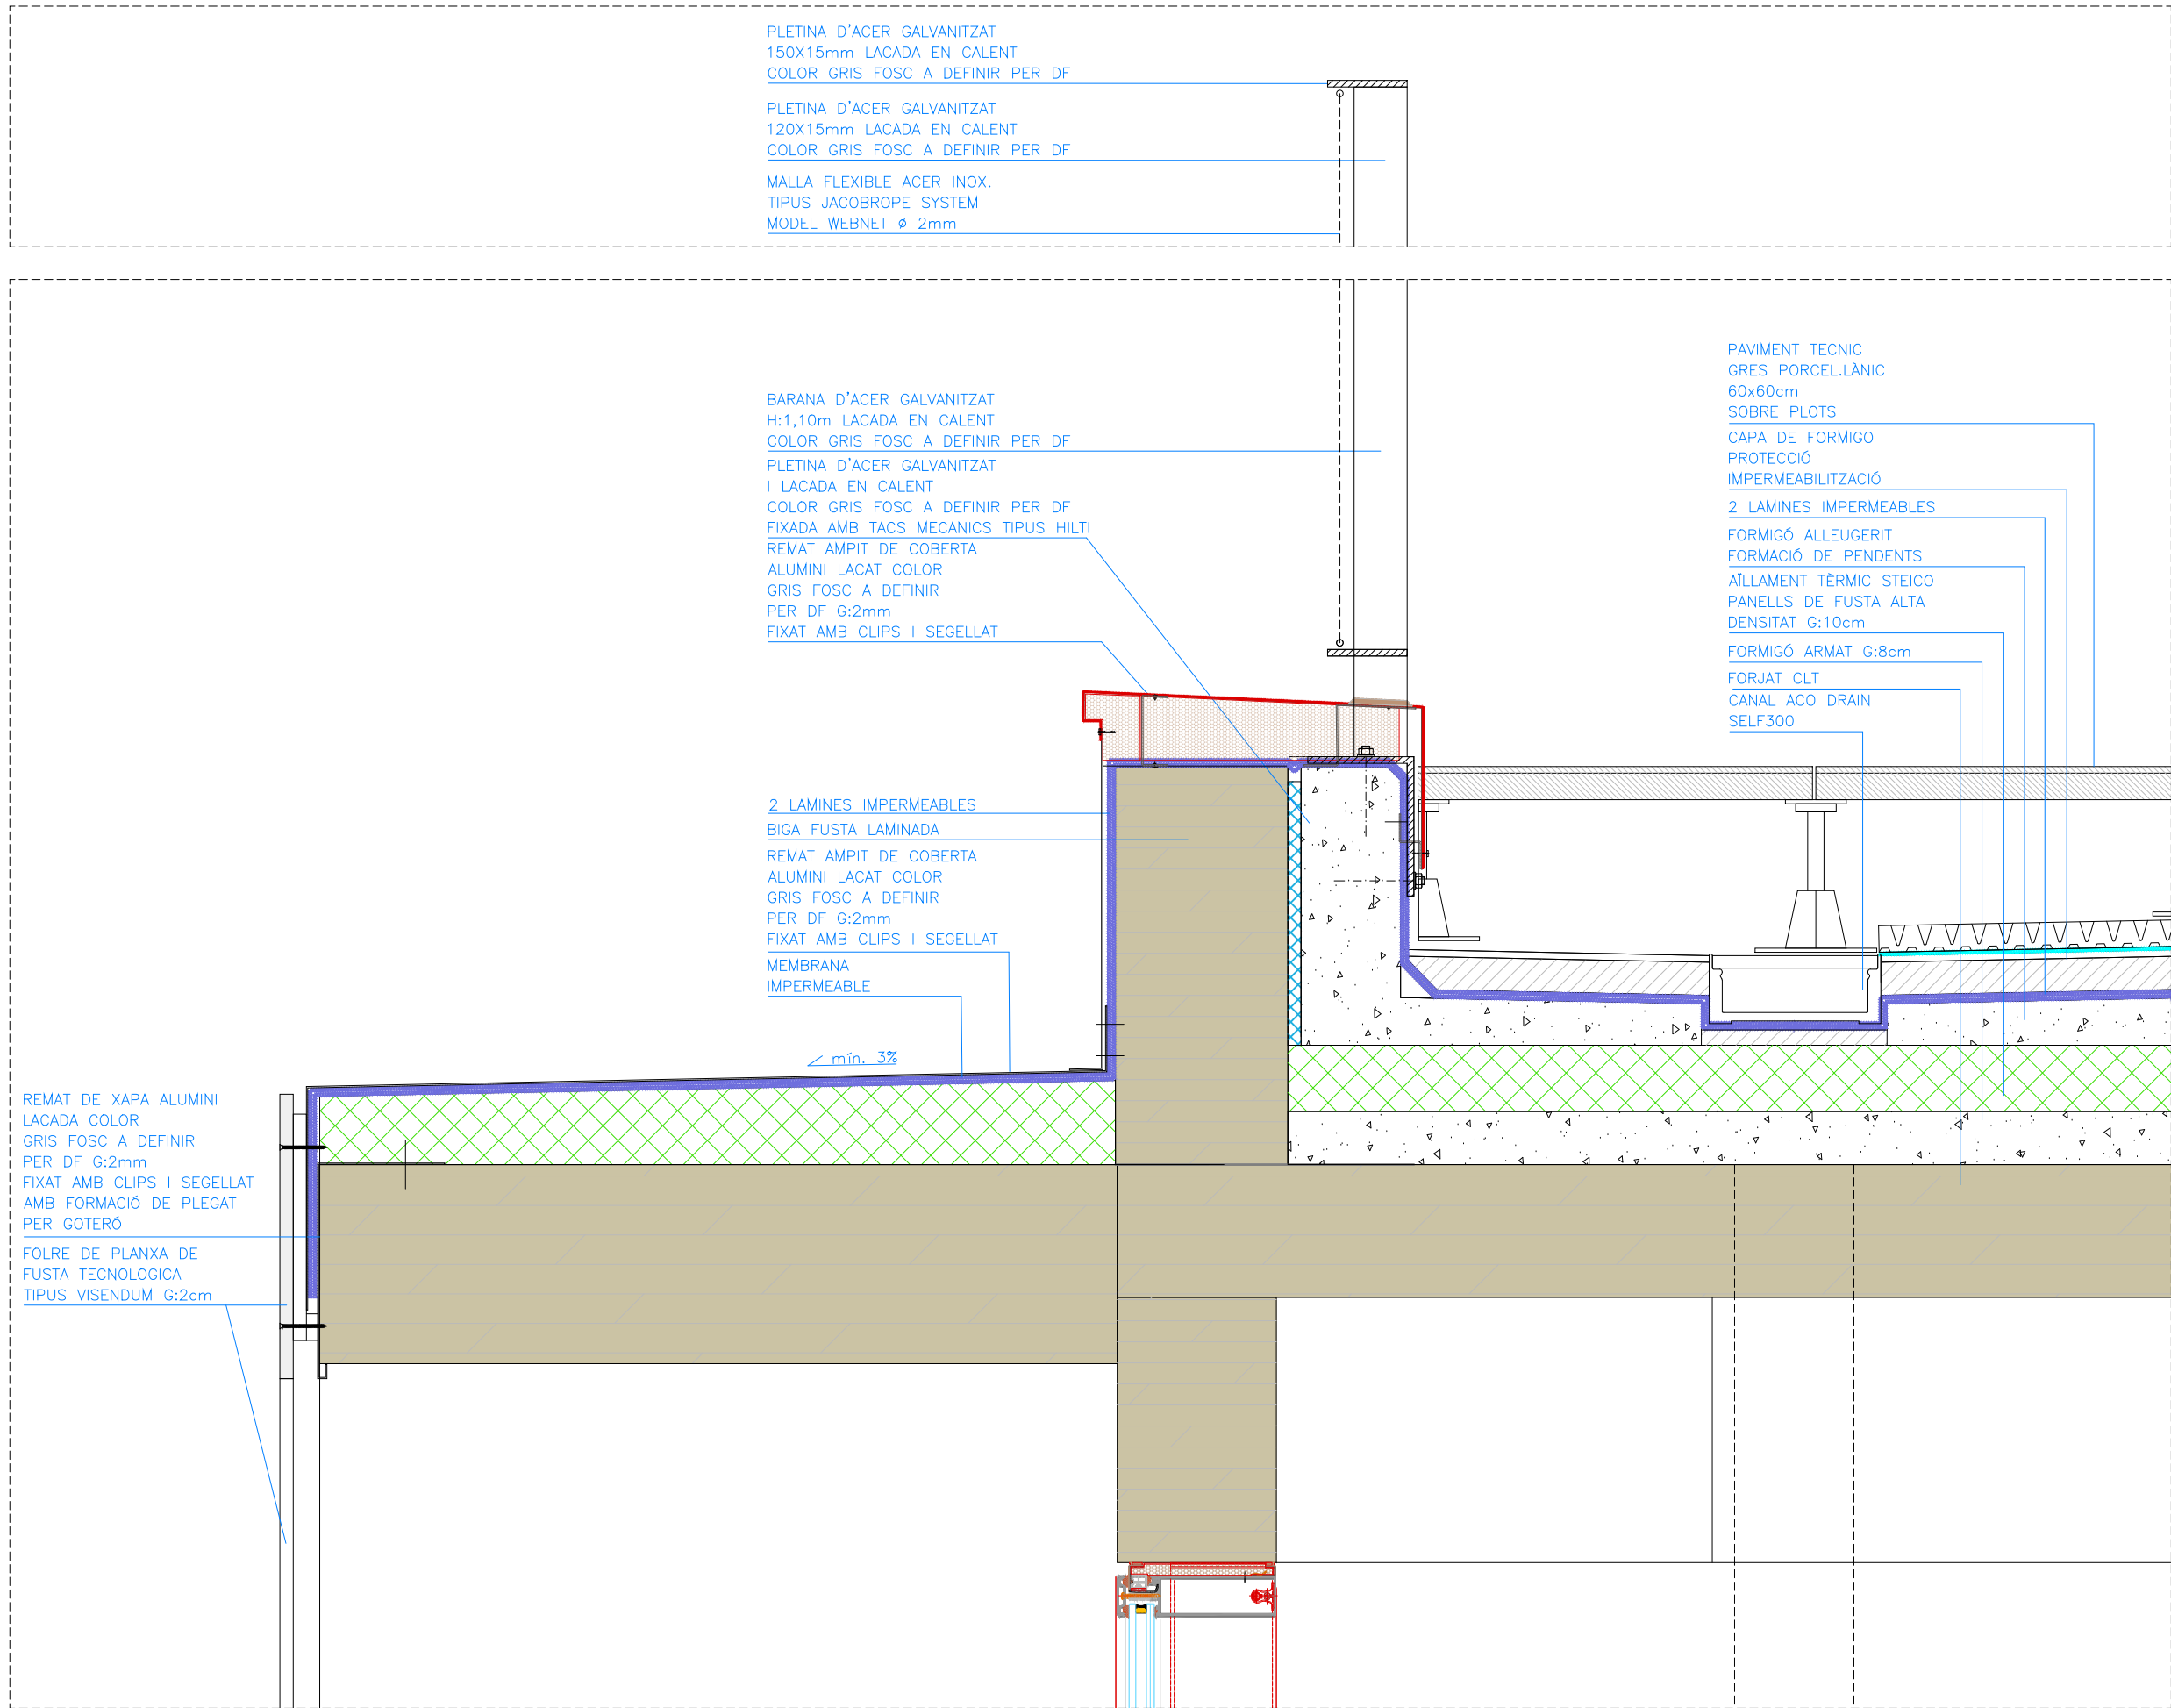 PLETINA D'ACER GALVANITZAT
150X15mm LACADA EN CALENT
COLOR GRIS FOSC A DEFINIR PER DF
PLETINA D'ACER GALVANITZAT
120X15mm LACADA EN CALENT
COLOR GRIS FOSC A DEFINIR PER DF
MALLA FLEXIBLE ACER INOX.
TIPUS JACOBROPE SYSTEM
MODEL WEBNET ø 2mm
BARANA D'ACER GALVANITZAT
H:1,10m LACADA EN CALENT
COLOR GRIS FOSC A DEFINIR PER DF
PLETINA D'ACER GALVANITZAT
I LACADA EN CALENT
COLOR GRIS FOSC A DEFINIR PER DF
FIXADA AMB TACS MECANICS TIPUS HILTI
REMAT AMPIT DE COBERTA
ALUMINI LACAT COLOR
GRIS FOSC A DEFINIR
PER DF G:2mm
FIXAT AMB CLIPS I SEGELLAT
2 LAMINES IMPERMEABLES
BIGA FUSTA LAMINADA
REMAT AMPIT DE COBERTA
ALUMINI LACAT COLOR
GRIS FOSC A DEFINIR
PER DF G:2mm
FIXAT AMB CLIPS I SEGELLAT
MEMBRANA
IMPERMEABLE
mín. 3%
PAVIMENT TECNIC
GRES PORCEL.LÀNIC
60x60cm
SOBRE PLOTS
CAPA DE FORMIGO
PROTECCIÓ
IMPERMEABILITZACIÓ
2 LAMINES IMPERMEABLES
FORMIGÓ ALLEUGERIT
FORMACIÓ DE PENDENTS
AÏLLAMENT TÈRMIC STEICO
PANELLS DE FUSTA ALTA
DENSITAT G:10cm
FORMIGÓ ARMAT G:8cm
FORJAT CLT
CANAL ACO DRAIN
SELF300
REMAT DE XAPA ALUMINI
LACADA COLOR
GRIS FOSC A DEFINIR
PER DF G:2mm
FIXAT AMB CLIPS I SEGELLAT
AMB FORMACIÓ DE PLEGAT
PER GOTERÓ
FOLRE DE PLANXA DE
FUSTA TECNOLOGICA
TIPUS VISENDUM G:2cm